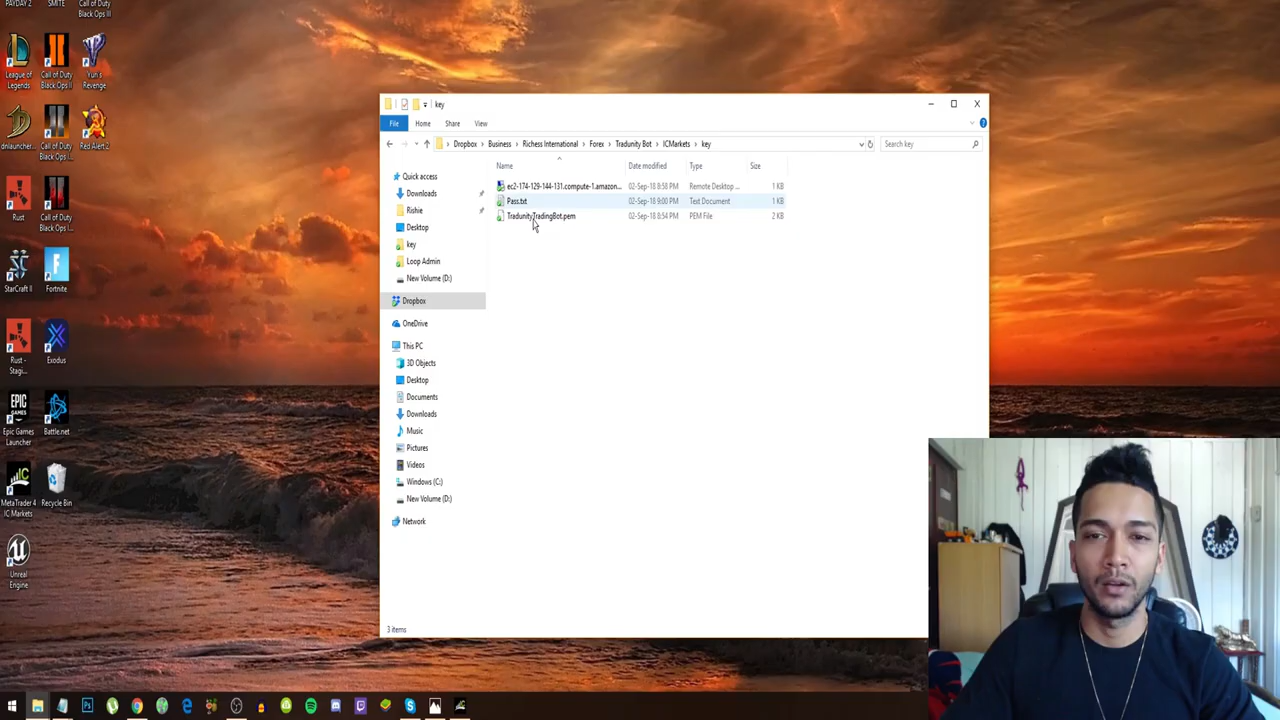 PAYDAY 2
SMITE
Call of Duty
Black Ops III
League of
Legends
Call of Duty
Black Ops II
Yuri's
Revenge
Call of Duty
Black Ops I...
Red Alert 2
Rust
Call of Duty
Black Ops I...
StarCraft II
Fortnite
Rust -
Stagi...
Exodus
Epic Games
Launcher
Battle.net
MetaTrader 4
IC Markets
Recycle Bin
Unreal
Engine
key
File
Home
Share
View
Dropbox
Business
Richess International
Forex
Tradunity Bot
ICMarkets
key
Search key
Name
Date modified
Type
Size
ec2-174-129-144-131.compute-1.amazon...
02-Sep-18 8:58 PM
Remote Desktop ...
1 KB
Pass.txt
02-Sep-18 9:00 PM
Text Document
1 KB
TradunityTradingBot.pem
02-Sep-18 8:54 PM
PEM File
2 KB
Quick access
Downloads
Rishie
Desktop
key
Loop Admin
New Volume (D:)
Dropbox
OneDrive
This PC
3D Objects
Desktop
Documents
Downloads
Music
Pictures
Videos
Windows (C:)
New Volume (D:)
Network
3 items